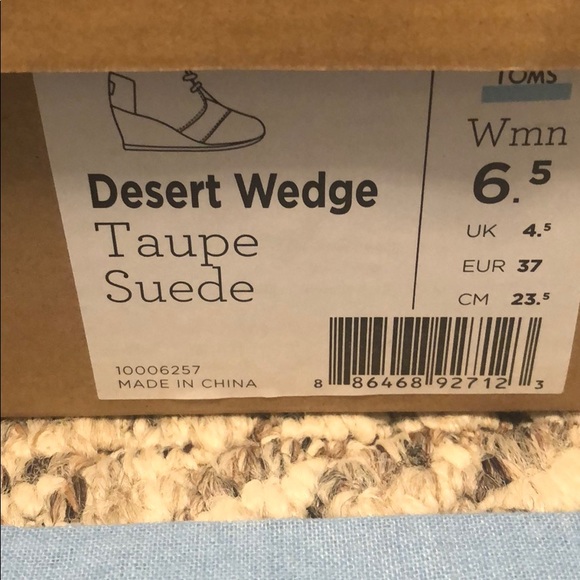 TOMS
Wmn
6.5
UK 4.5
EUR 37
CM 23.5
Desert Wedge
Taupe
Suede
10006257
MADE IN CHINA
8 86468 92712 3